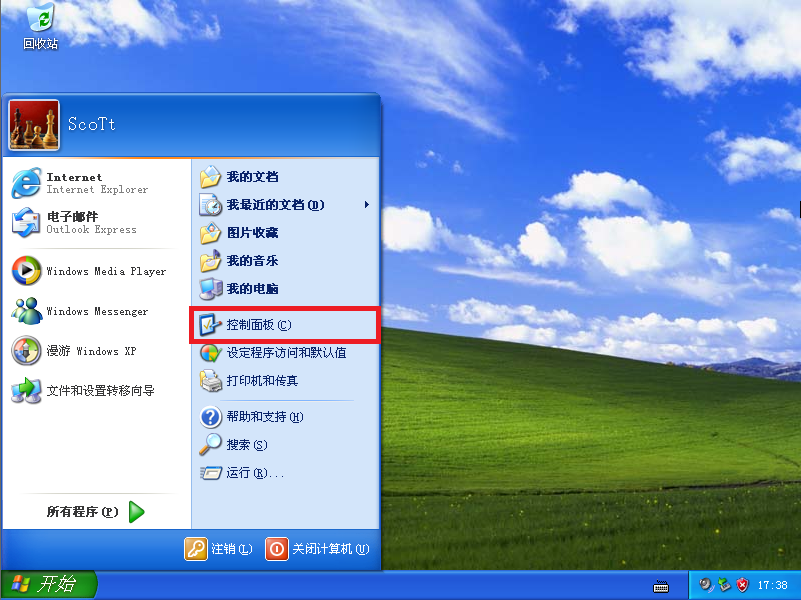 回收站
ScoTt
Internet
Internet Explorer
电子邮件
Outlook Express
Windows Media Player
Windows Messenger
漫游 Windows XP
文件和设置转移向导
所有程序(P)
我的文档
我最近的文档(D)
图片收藏
我的音乐
我的电脑
控制面板(C)
设定程序访问和默认值
打印机和传真
帮助和支持(H)
搜索(S)
运行(R)...
注销(L)
关闭计算机(U)
开始
17:38